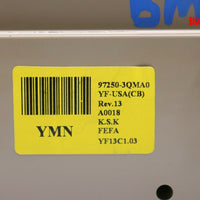 97250-3QMA0
YF-USA(CB)
Rev.13
A0018
YMN
K.S.K
FEFA
YF13C1.03